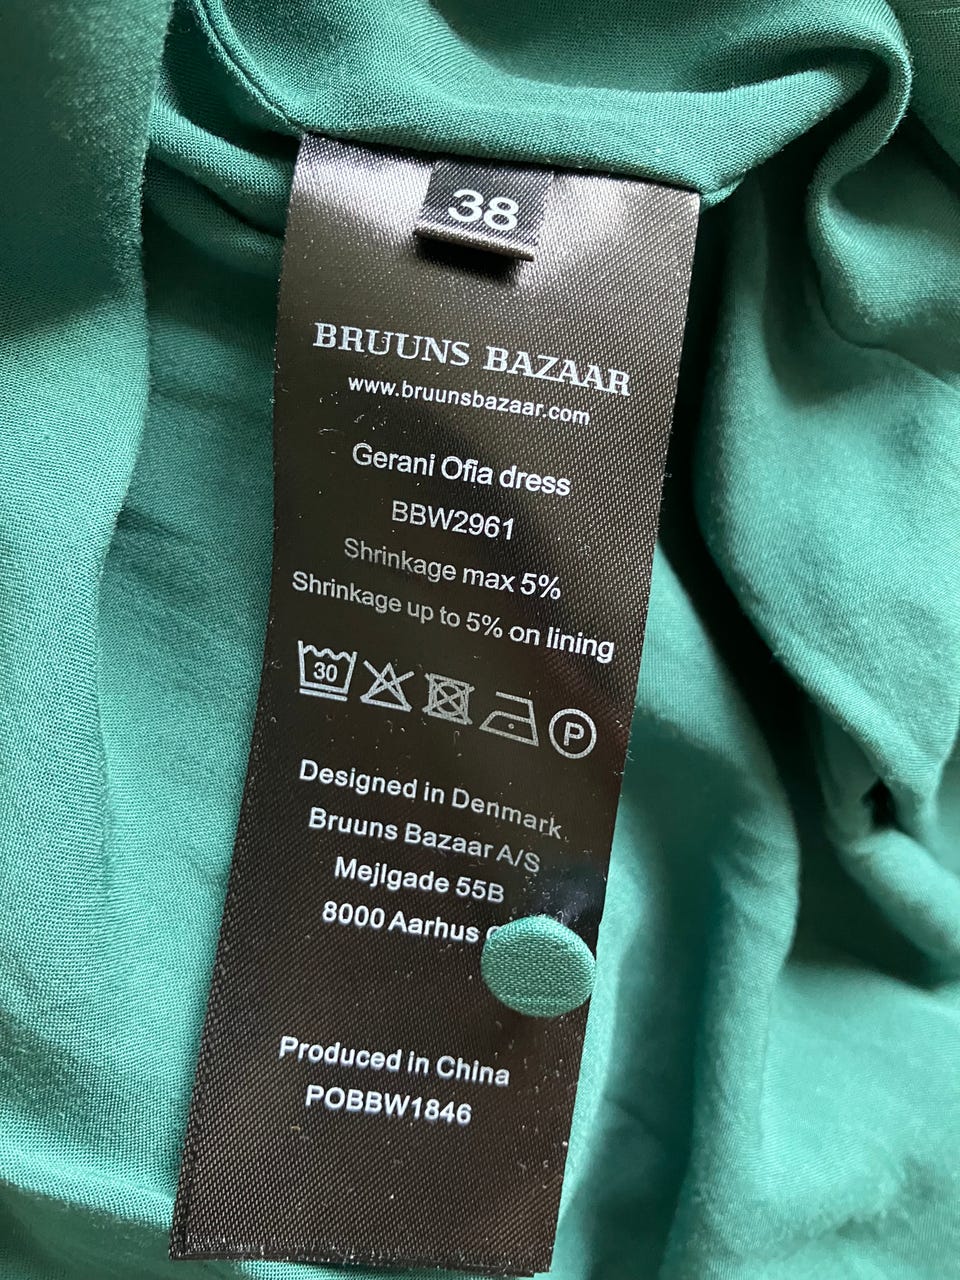 38
BRUUNS BAZAAR
www.bruunsbazaar.com
Gerani Ofia dress
BBW2961
Shrinkage max 5%
Shrinkage up to 5% on lining
30
P
Designed in Denmark
Bruuns Bazaar A/S
Mejlgade 55B
8000 Aarhus
Produced in China
POBBW1846